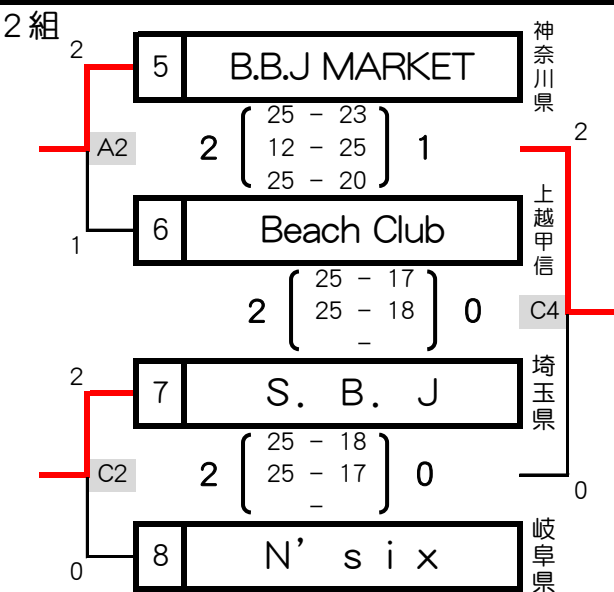 2組
2
5 B.B.J MARKET 神奈川県
A2 2 25 - 23 1 2
12 - 25
25 - 20
1
6 Beach Club 上越甲信
25 - 17
2 25 - 18 0 C4
-
2
7 S. B. J 埼玉県
25 - 18
C2 2 25 - 17 0
-
0
0
8 N' six 岐阜県